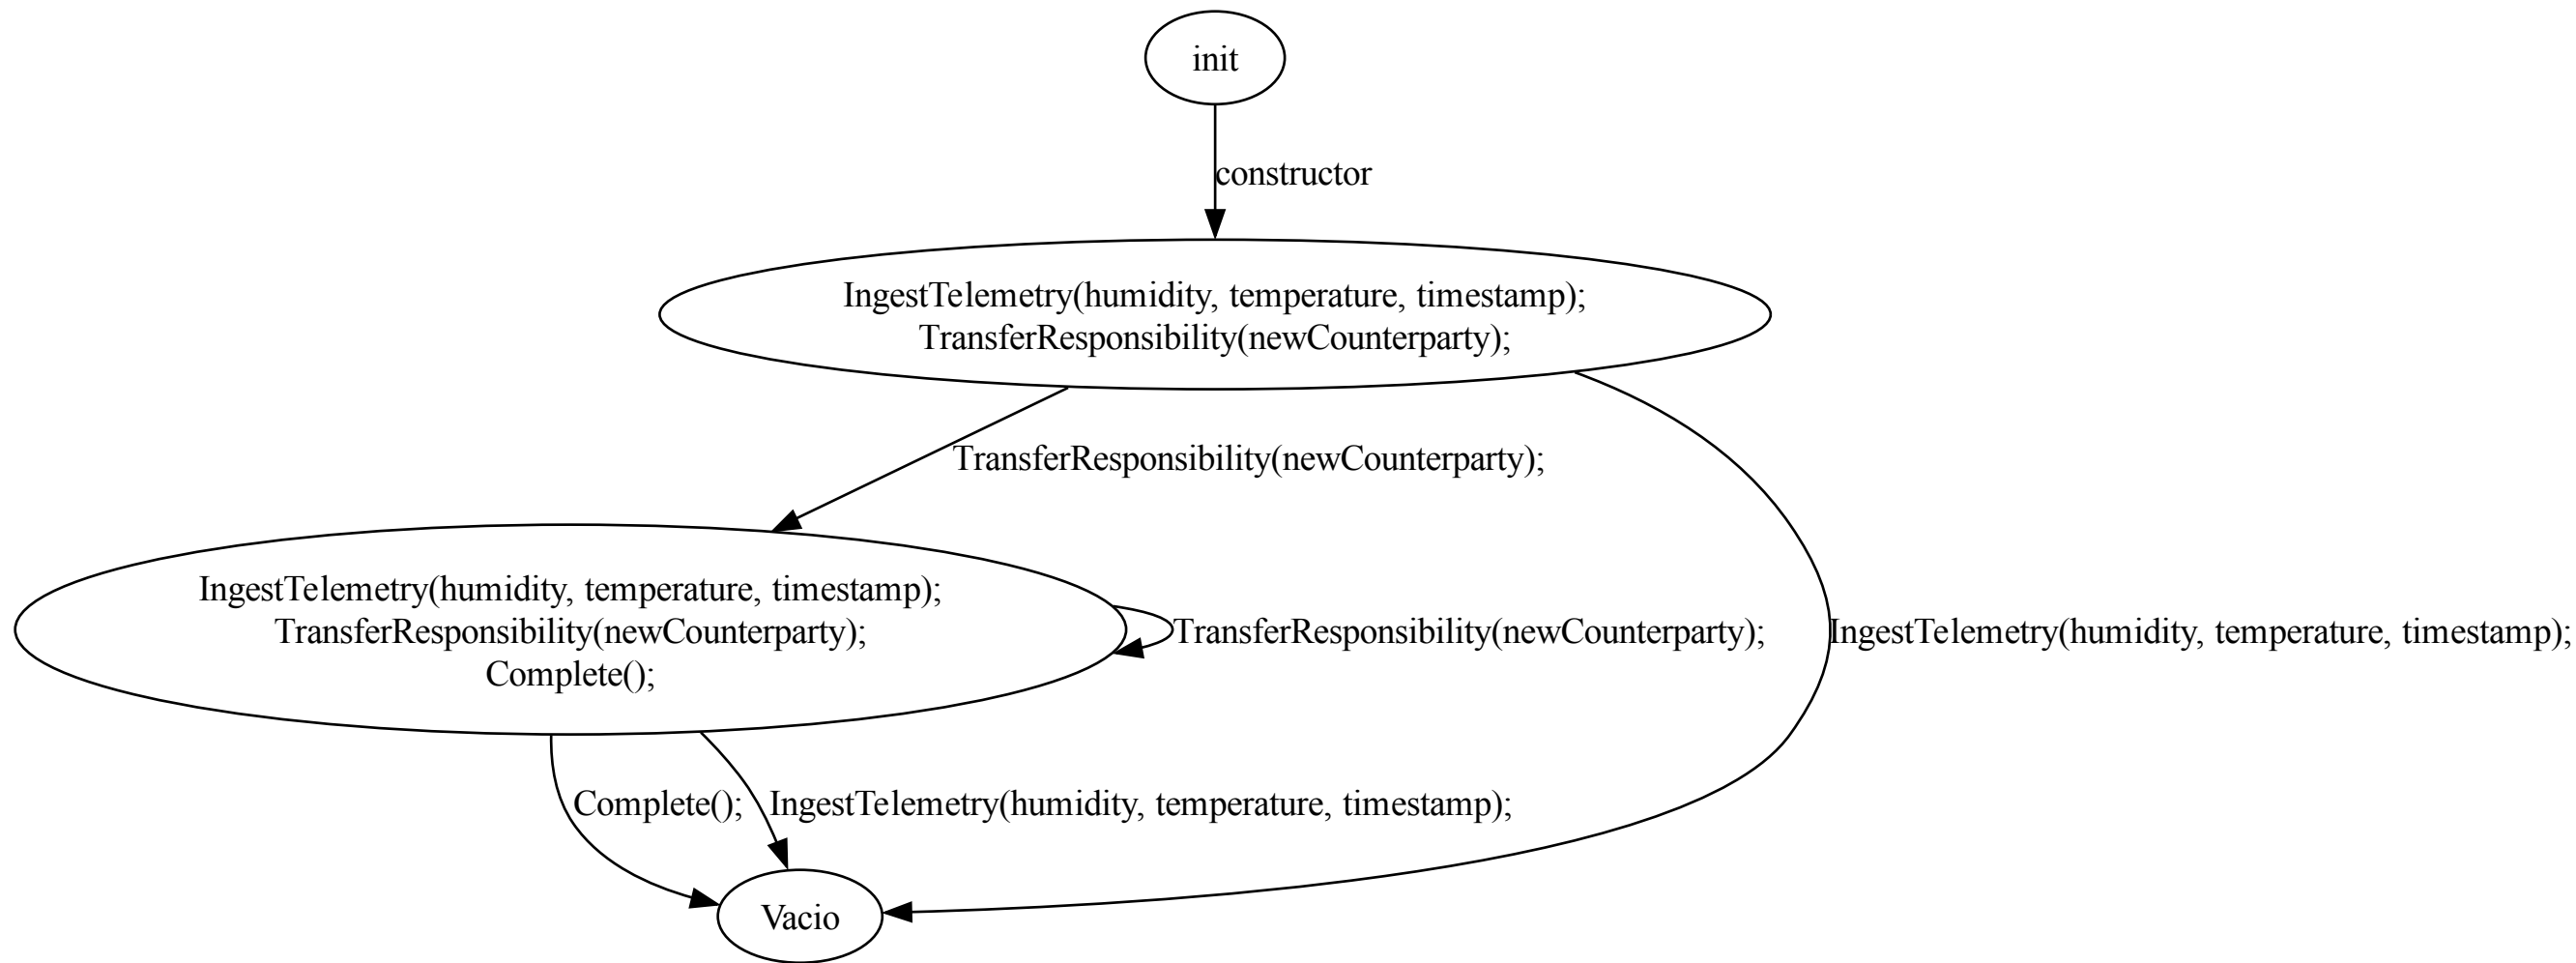 init
constructor
IngestTelemetry(humidity, temperature, timestamp);
TransferResponsibility(newCounterparty);
TransferResponsibility(newCounterparty);
IngestTelemetry(humidity, temperature, timestamp);
TransferResponsibility(newCounterparty);
Complete();
TransferResponsibility(newCounterparty);
IngestTelemetry(humidity, temperature, timestamp);
Complete();
IngestTelemetry(humidity, temperature, timestamp);
Vacio